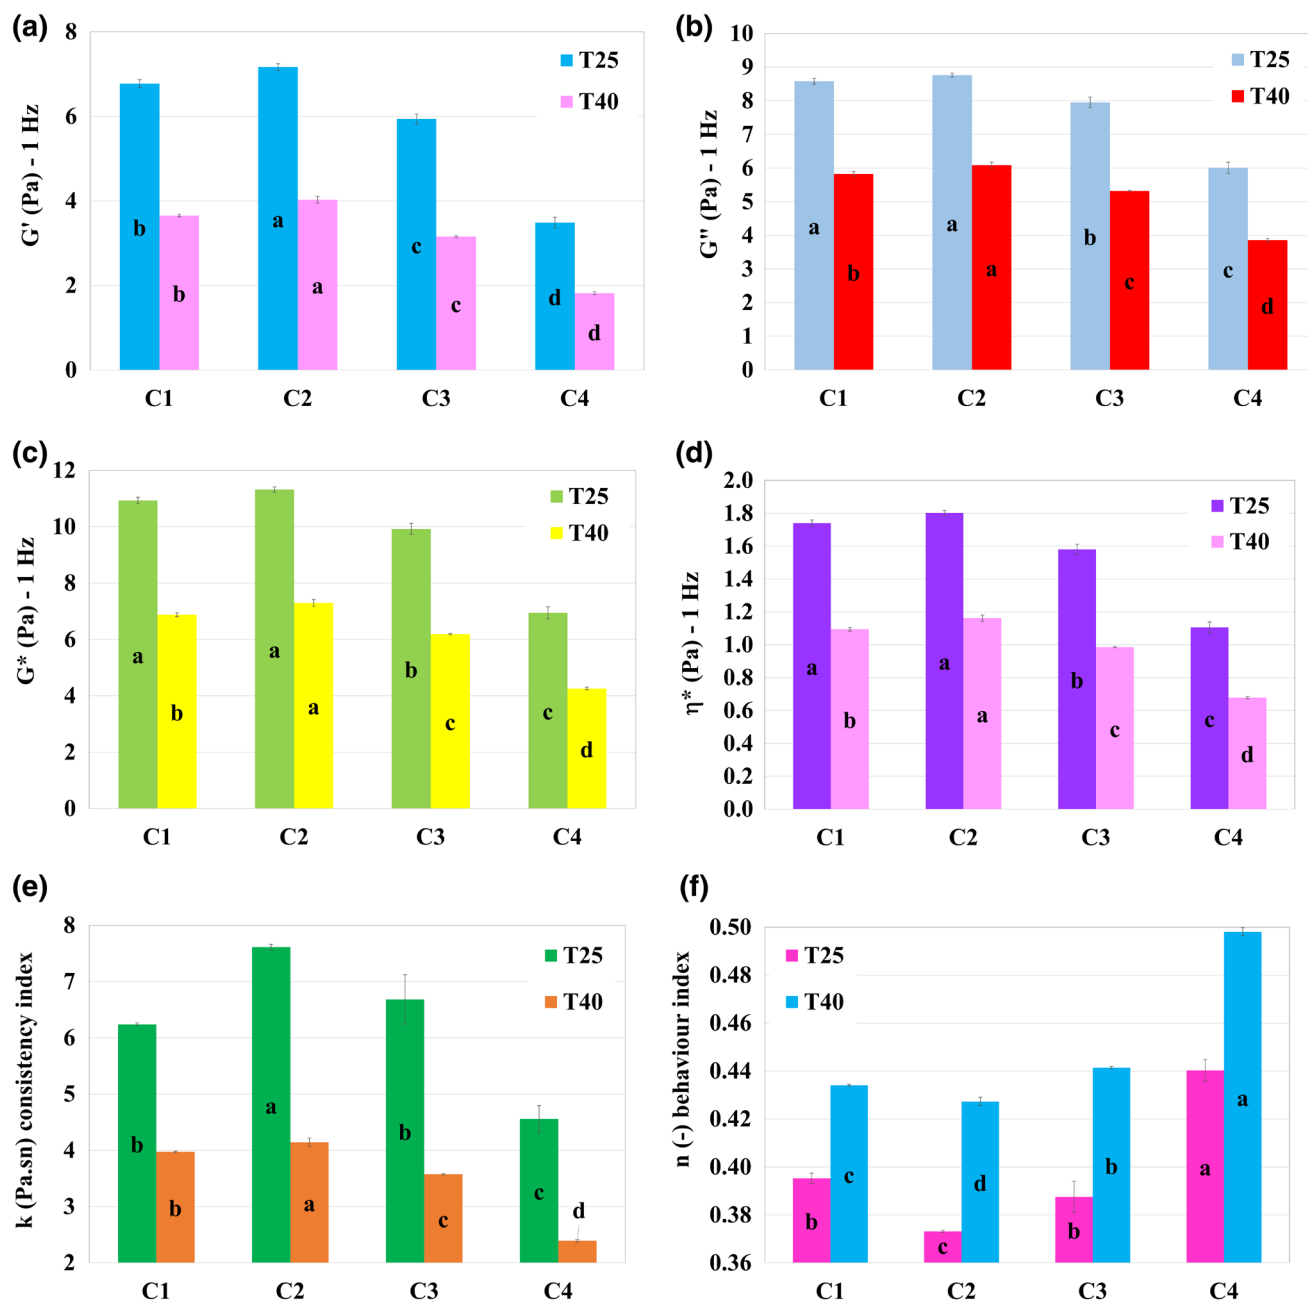 (a)
8
6
4
2
0
G' (Pa) - 1 Hz
T25
T40
b
b
a
a
c
c
d
d
C1 C2 C3 C4
(b)
10
9
8
7
6
5
4
3
2
1
0
G'' (Pa) - 1 Hz
T25
T40
a
b
a
a
b
c
c
d
C1 C2 C3 C4
(c)
12
10
8
6
4
2
0
G* (Pa) - 1 Hz
T25
T40
a
b
a
a
b
c
c
d
C1 C2 C3 C4
(d)
2.0
1.8
1.6
1.4
1.2
1.0
0.8
0.6
0.4
0.2
0.0
η* (Pa) - 1 Hz
T25
T40
a
b
a
a
b
c
c
d
C1 C2 C3 C4
(e)
8
7
6
5
4
3
2
k (Pa.sn) consistency index
T25
T40
b
b
a
a
b
c
c
d
C1 C2 C3 C4
(f)
0.50
0.48
0.46
0.44
0.42
0.40
0.38
0.36
n (-) behaviour index
T25
T40
b
c
c
d
b
b
a
a
C1 C2 C3 C4